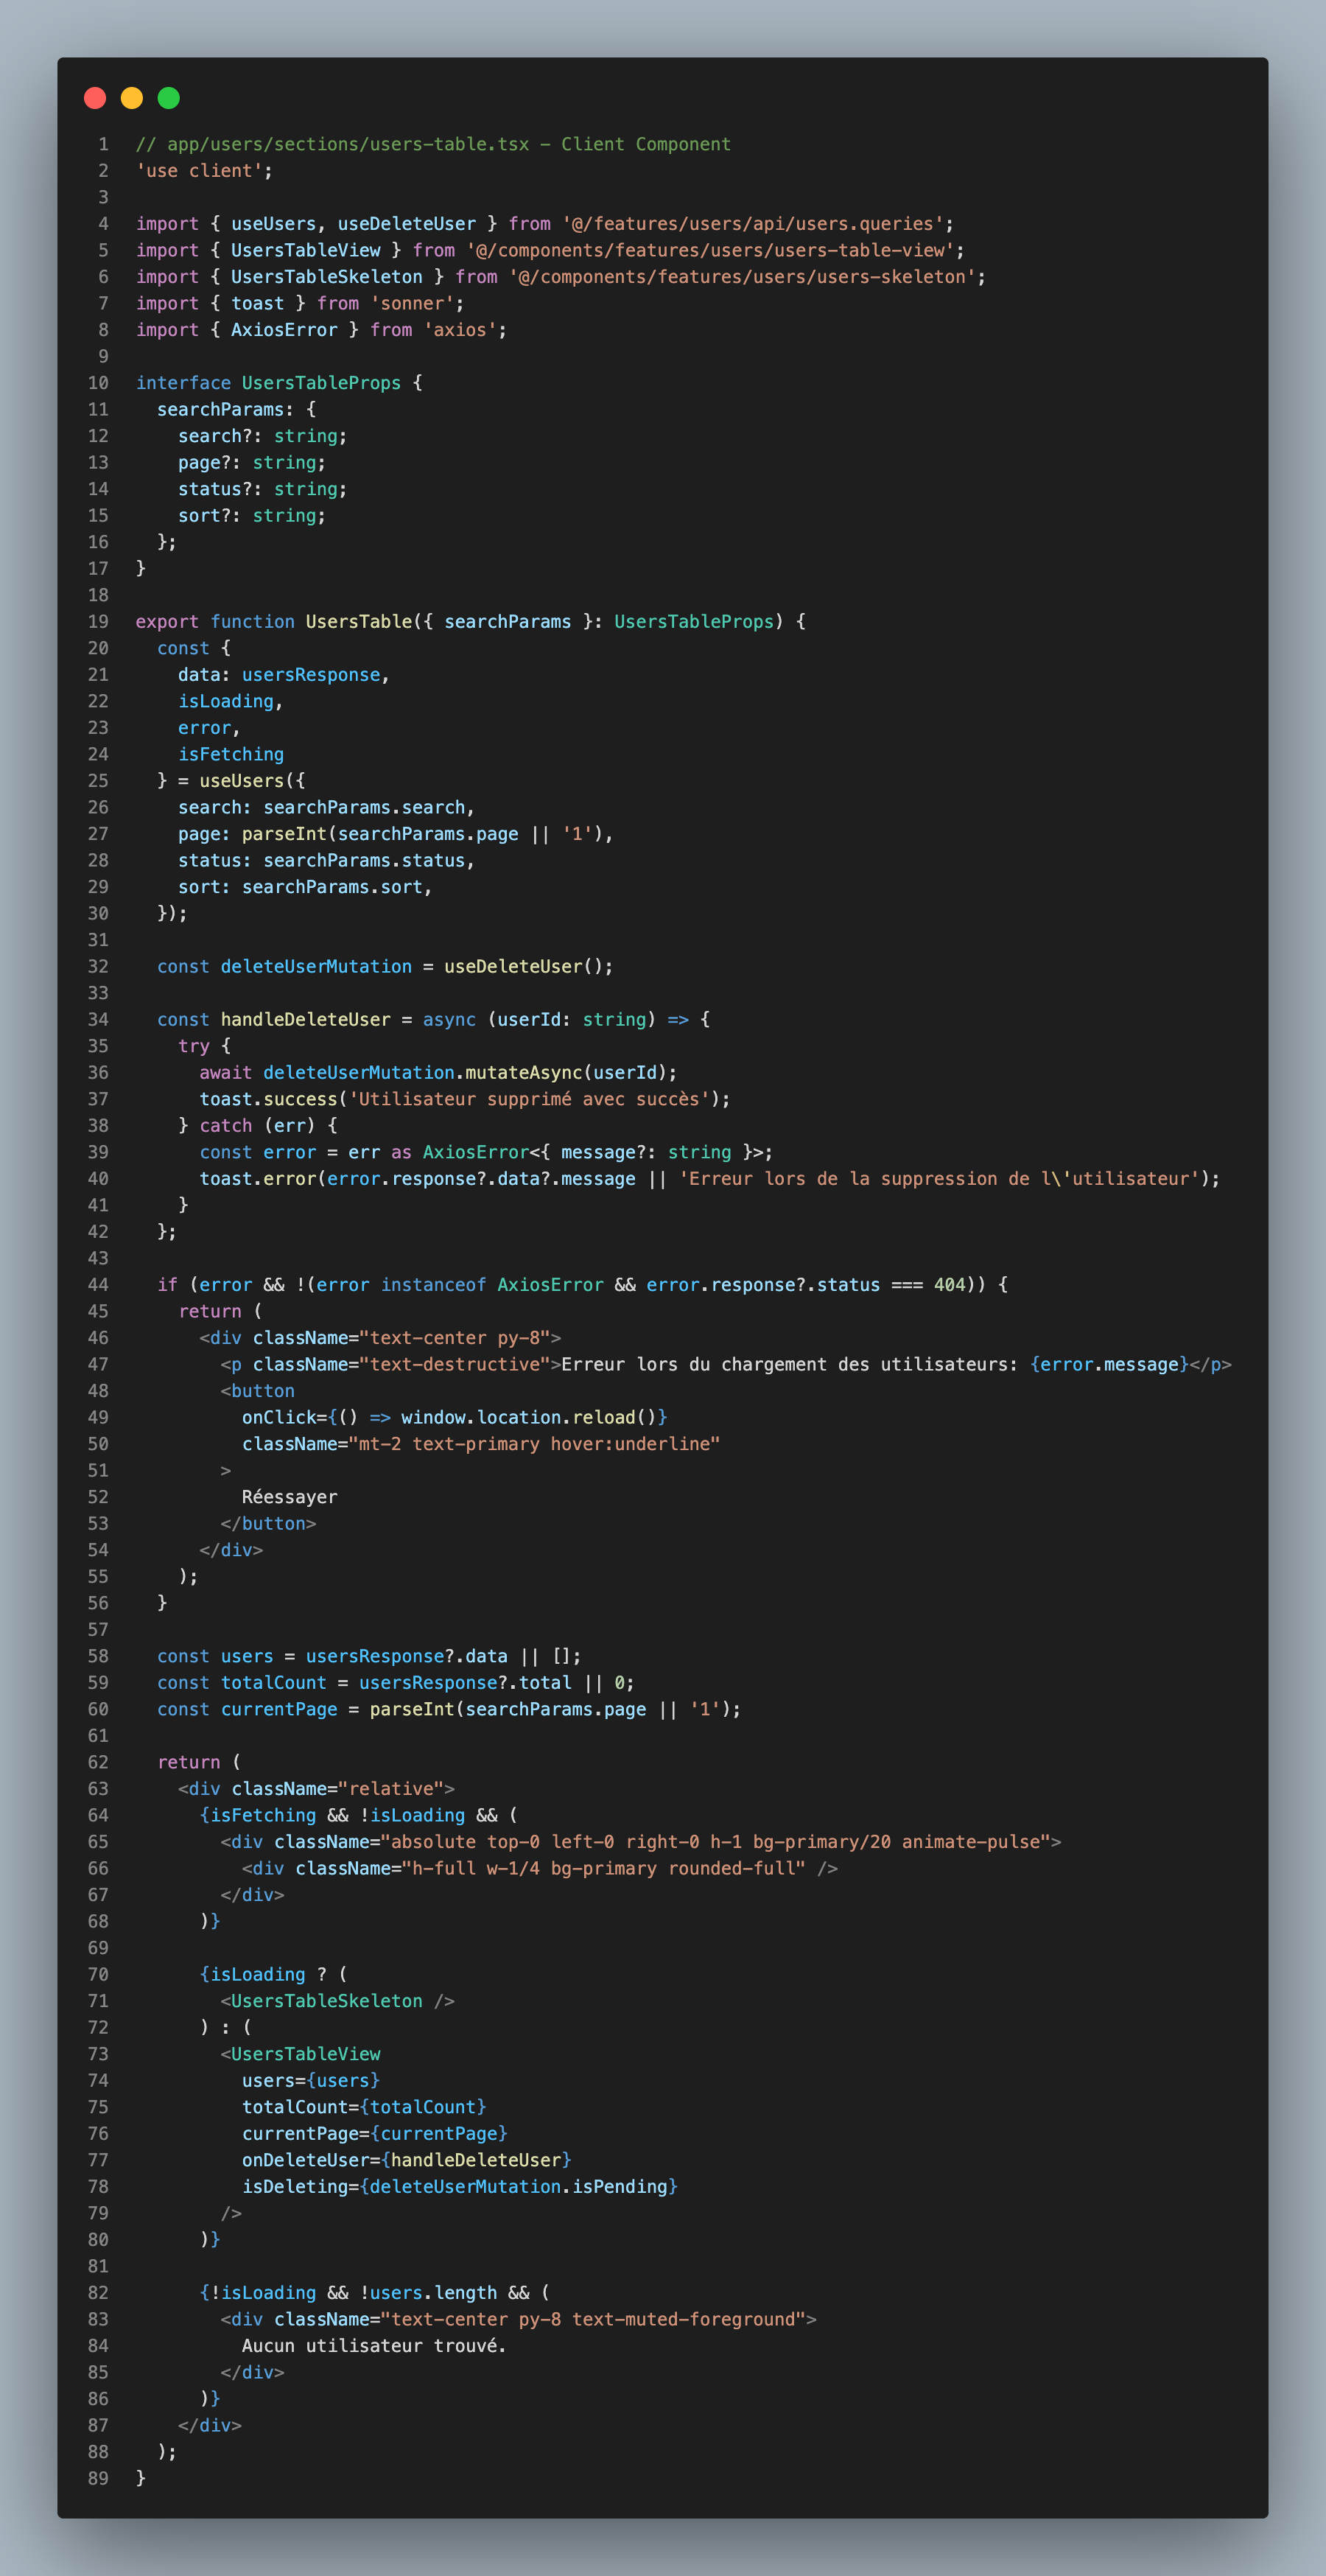 1 // app/users/sections/users-table.tsx - Client Component
2 'use client';
3
4 import { useUsers, useDeleteUser } from '@/features/users/api/users.queries';
5 import { UsersTableView } from '@/components/features/users/users-table-view';
6 import { UsersTableSkeleton } from '@/components/features/users/users-skeleton';
7 import { toast } from 'sonner';
8 import { AxiosError } from 'axios';
9
10 interface UsersTableProps {
11   searchParams: {
12     search?: string;
13     page?: string;
14     status?: string;
15     sort?: string;
16   };
17 }
18
19 export function UsersTable({ searchParams }: UsersTableProps) {
20   const {
21     data: usersResponse,
22     isLoading,
23     error,
24     isFetching
25   } = useUsers({
26     search: searchParams.search,
27     page: parseInt(searchParams.page || '1'),
28     status: searchParams.status,
29     sort: searchParams.sort,
30   });
31
32   const deleteUserMutation = useDeleteUser();
33
34   const handleDeleteUser = async (userId: string) => {
35     try {
36       await deleteUserMutation.mutateAsync(userId);
37       toast.success('Utilisateur supprimé avec succès');
38     } catch (err) {
39       const error = err as AxiosError<{ message?: string }>;
40       toast.error(error.response?.data?.message || 'Erreur lors de la suppression de l\'utilisateur');
41     }
42   };
43
44   if (error && !(error instanceof AxiosError && error.response?.status === 404)) {
45     return (
46       <div className="text-center py-8">
47         <p className="text-destructive">Erreur lors du chargement des utilisateurs: {error.message}</p>
48         <button
49           onClick={() => window.location.reload()}
50           className="mt-2 text-primary hover:underline"
51         >
52           Réessayer
53         </button>
54       </div>
55     );
56   }
57
58   const users = usersResponse?.data || [];
59   const totalCount = usersResponse?.total || 0;
60   const currentPage = parseInt(searchParams.page || '1');
61
62   return (
63     <div className="relative">
64       {isFetching && !isLoading && (
65         <div className="absolute top-0 left-0 right-0 h-1 bg-primary/20 animate-pulse">
66           <div className="h-full w-1/4 bg-primary rounded-full" />
67         </div>
68       )}
69
70       {isLoading ? (
71         <UsersTableSkeleton />
72       ) : (
73         <UsersTableView
74           users={users}
75           totalCount={totalCount}
76           currentPage={currentPage}
77           onDeleteUser={handleDeleteUser}
78           isDeleting={deleteUserMutation.isPending}
79         />
80       )}
81
82       {!isLoading && !users.length && (
83         <div className="text-center py-8 text-muted-foreground">
84           Aucun utilisateur trouvé.
85         </div>
86       )}
87     </div>
88   );
89 }